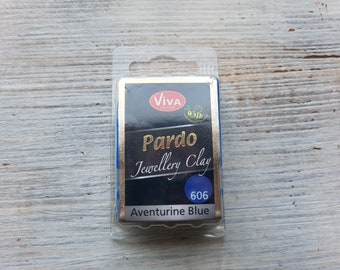 Viva
Pardo
Jewellery Clay
606
Aventurine Blue